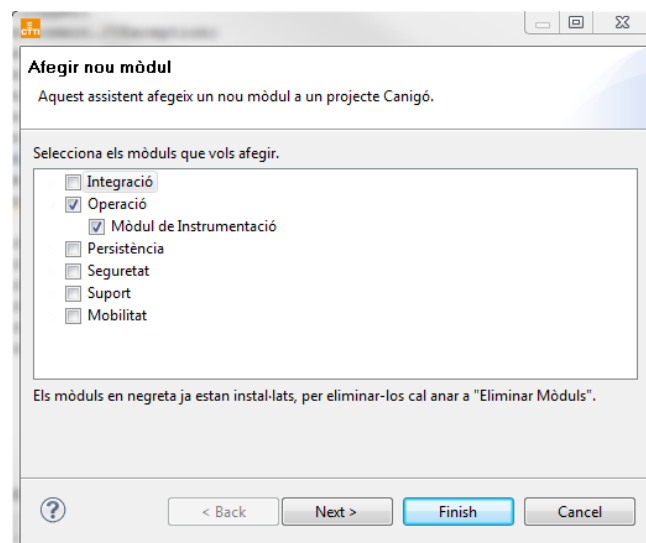 CTTI
Afegir nou mòdul
Aquest assistent afegeix un nou mòdul a un projecte Canigó.
Selecciona els mòduls que vols afegir.
Integració
Operació
Mòdul de Instrumentació
Persistència
Seguretat
Suport
Mobilitat
Els mòduls en negreta ja estan instal·lats, per eliminar-los cal anar a "Eliminar Mòduls".
?
< Back Next > Finish Cancel